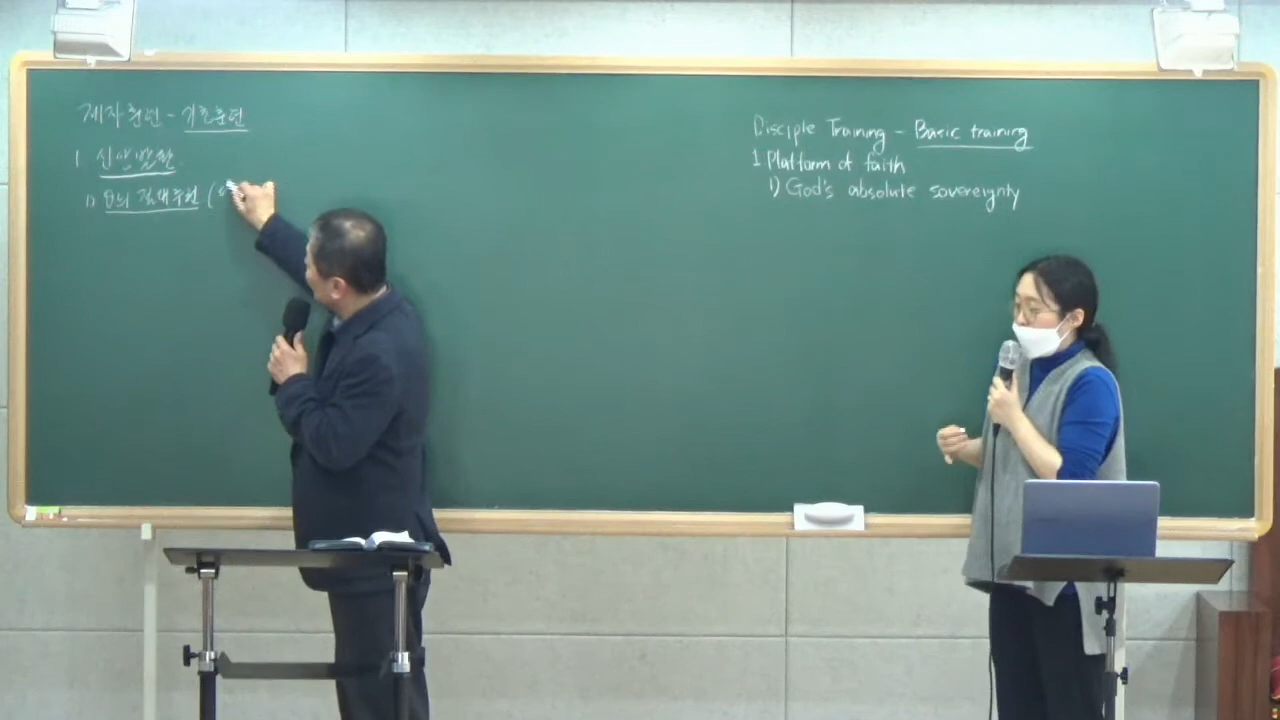 제자훈련 - 기초훈련
1 신앙발판
1) 하의 절대주권 (
Disciple Training - Basic training
1 Platform of faith
1) God's absolute sovereignty